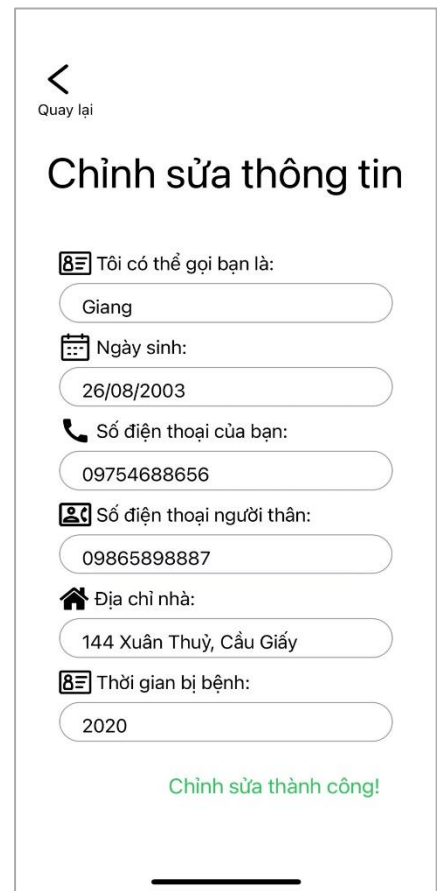 Quay lại
Chỉnh sửa thông tin
Tôi có thể gọi bạn là:
Giang
Ngày sinh:
26/08/2003
Số điện thoại của bạn:
09754688656
Số điện thoại người thân:
09865898887
Địa chỉ nhà:
144 Xuân Thuỷ, Cầu Giấy
Thời gian bị bệnh:
2020
Chỉnh sửa thành công!